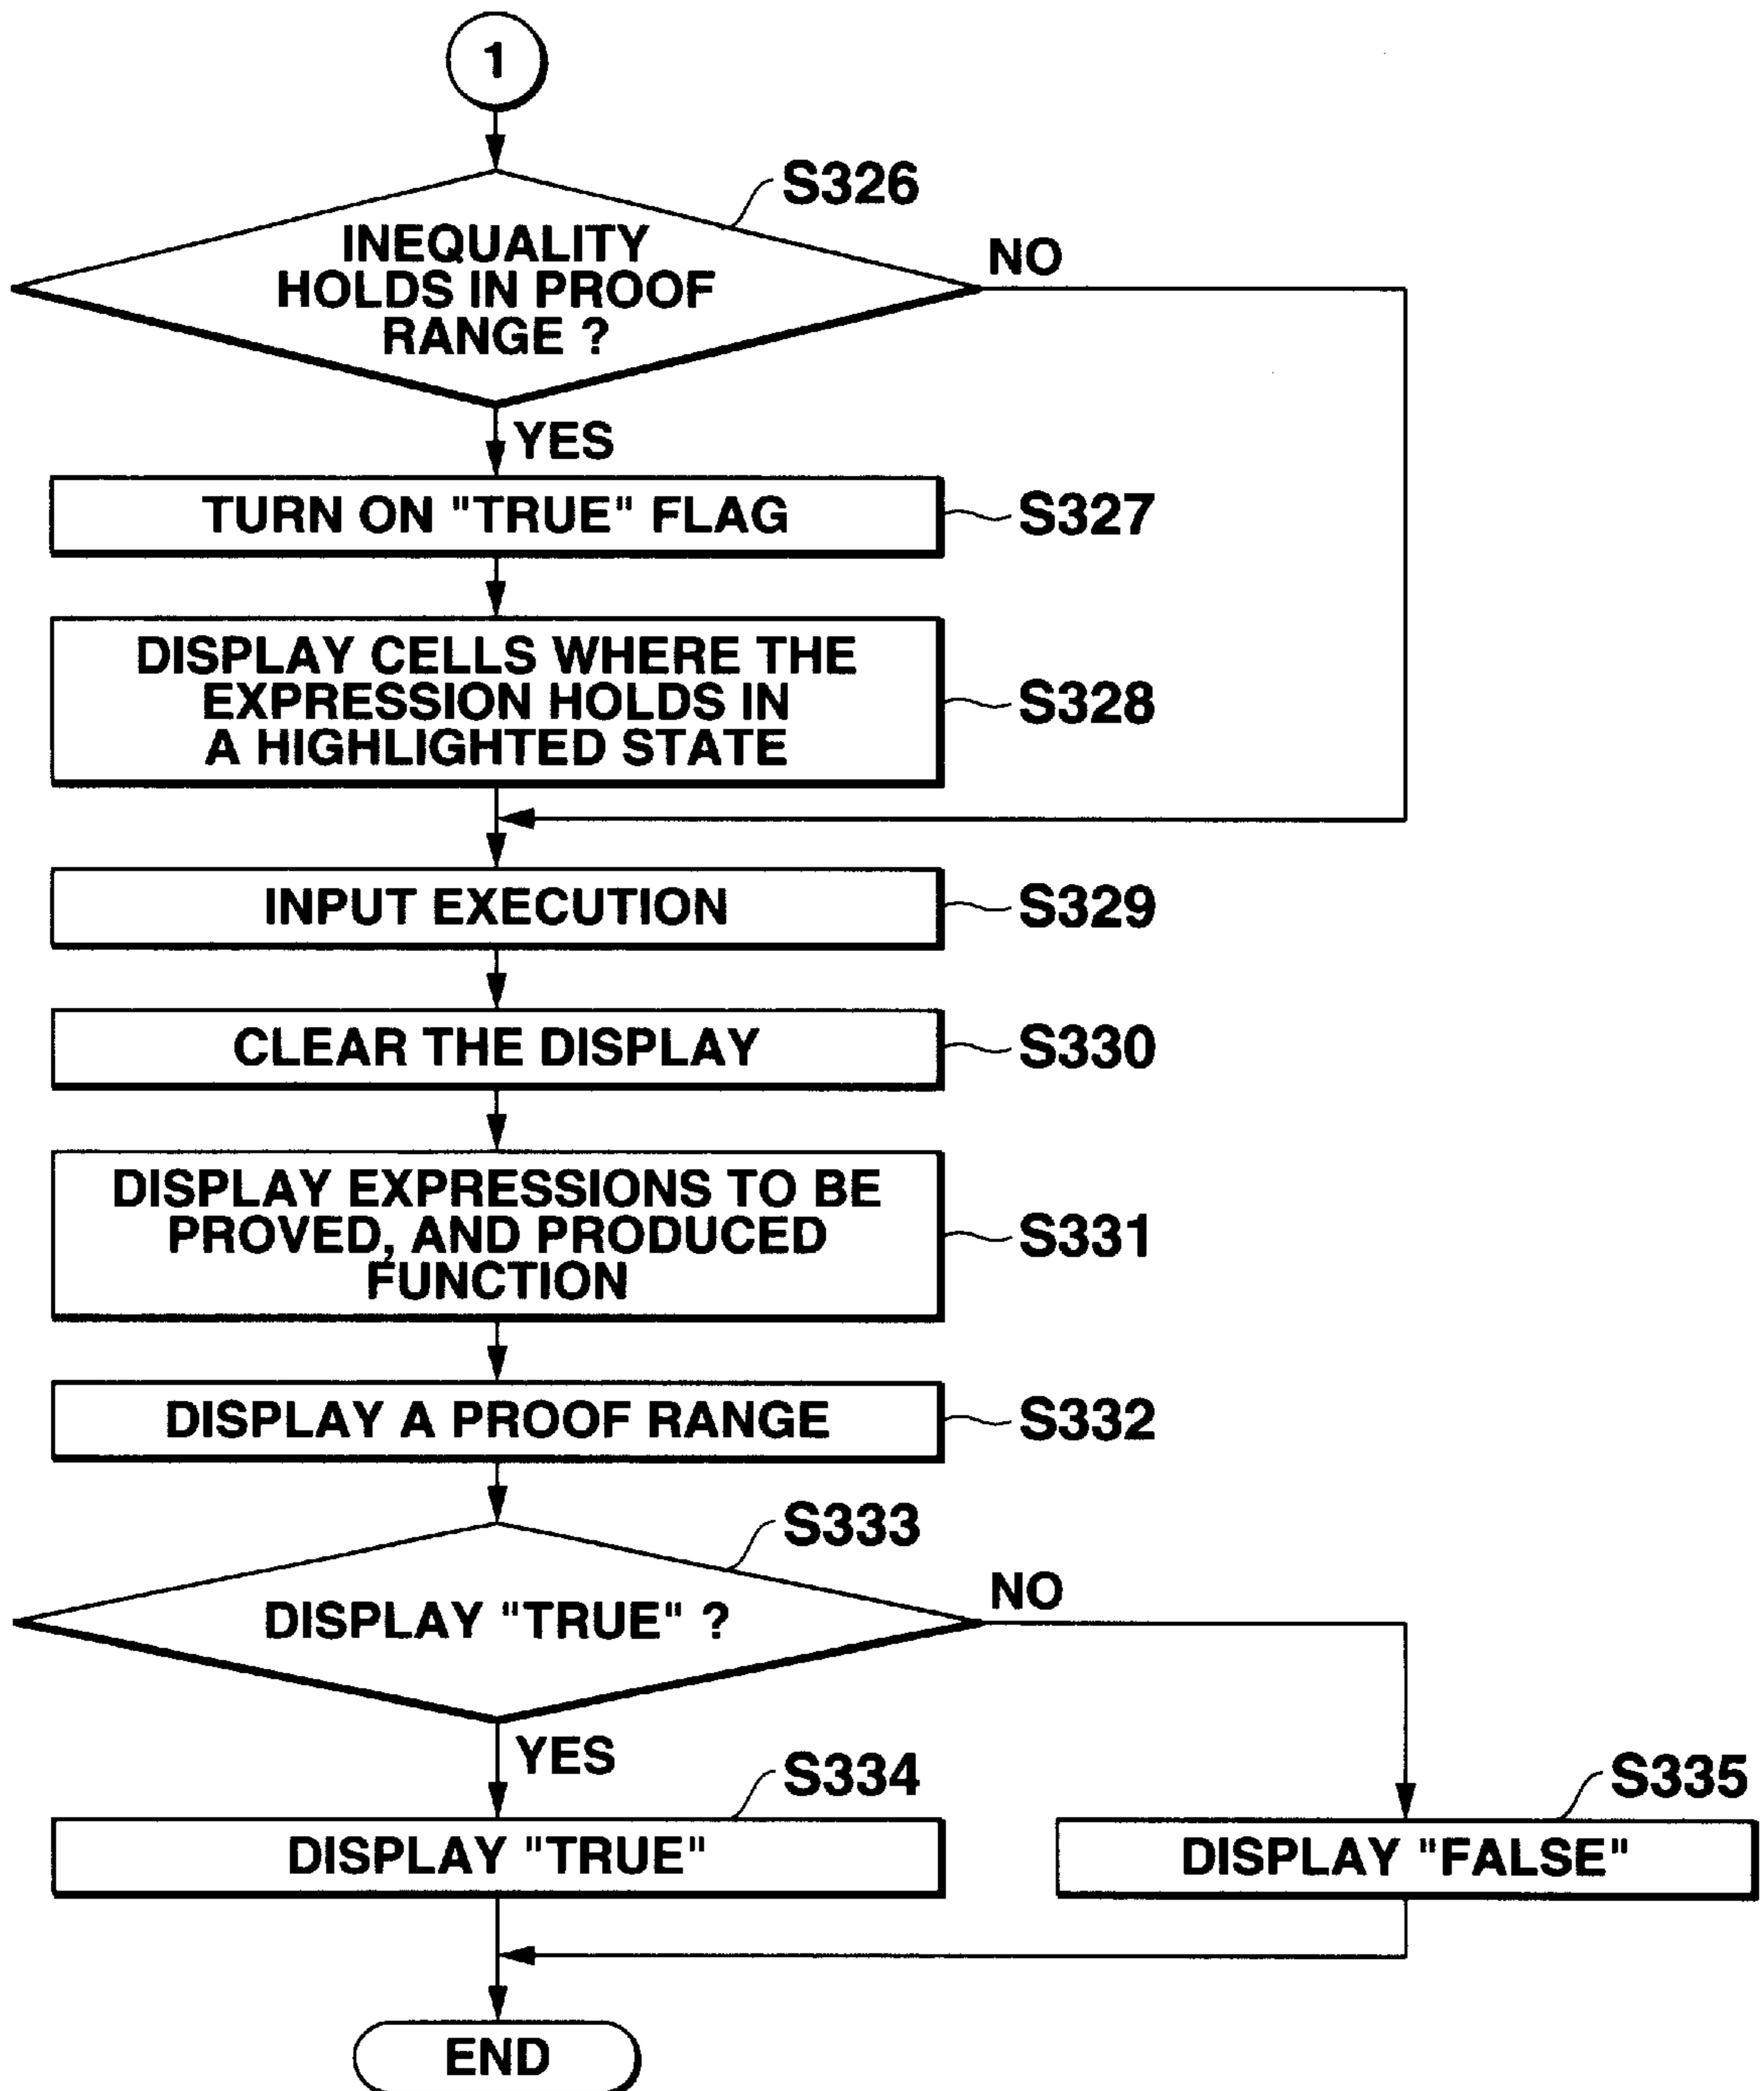 1
S326
INEQUALITY
HOLDS IN PROOF
RANGE ?
NO
YES
TURN ON "TRUE" FLAG
S327
DISPLAY CELLS WHERE THE
EXPRESSION HOLDS IN
A HIGHLIGHTED STATE
S328
INPUT EXECUTION
S329
CLEAR THE DISPLAY
S330
DISPLAY EXPRESSIONS TO BE
PROVED, AND PRODUCED
FUNCTION
S331
DISPLAY A PROOF RANGE
S332
S333
DISPLAY "TRUE" ?
NO
YES
S334
S335
DISPLAY "TRUE"
DISPLAY "FALSE"
END